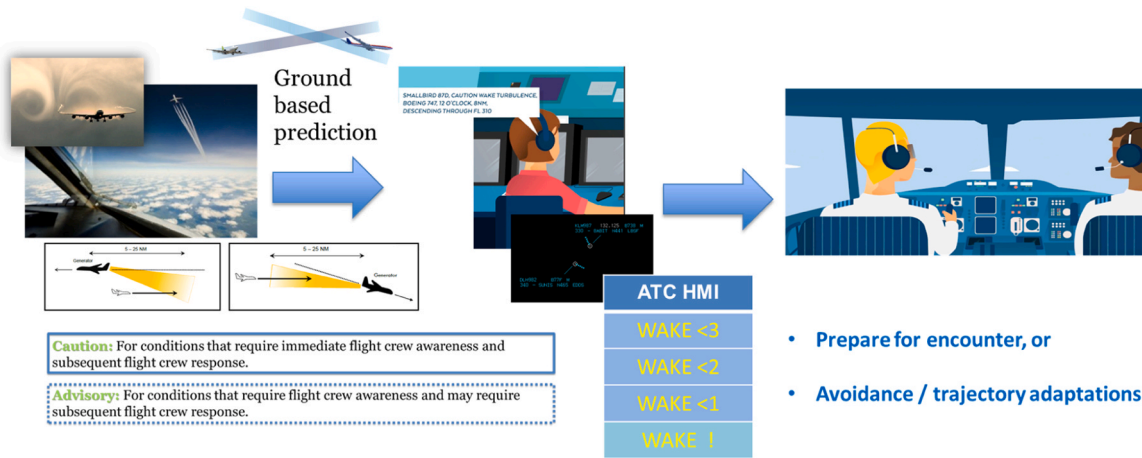 Ground
based
prediction
SMALLBIRD 87D, CAUTION WAKE TURBULENCE,
BOEING 747, 12 O'CLOCK, 8NM,
DESCENDING THROUGH FL 310
5 – 25 NM
Generator
5 – 25 NM
Generator
ATC HMI
WAKE <3
WAKE <2
WAKE <1
WAKE !
Caution: For conditions that require immediate flight crew awareness and
subsequent flight crew response.
Advisory: For conditions that require flight crew awareness and may require
subsequent flight crew response.
• Prepare for encounter, or
• Avoidance / trajectory adaptations